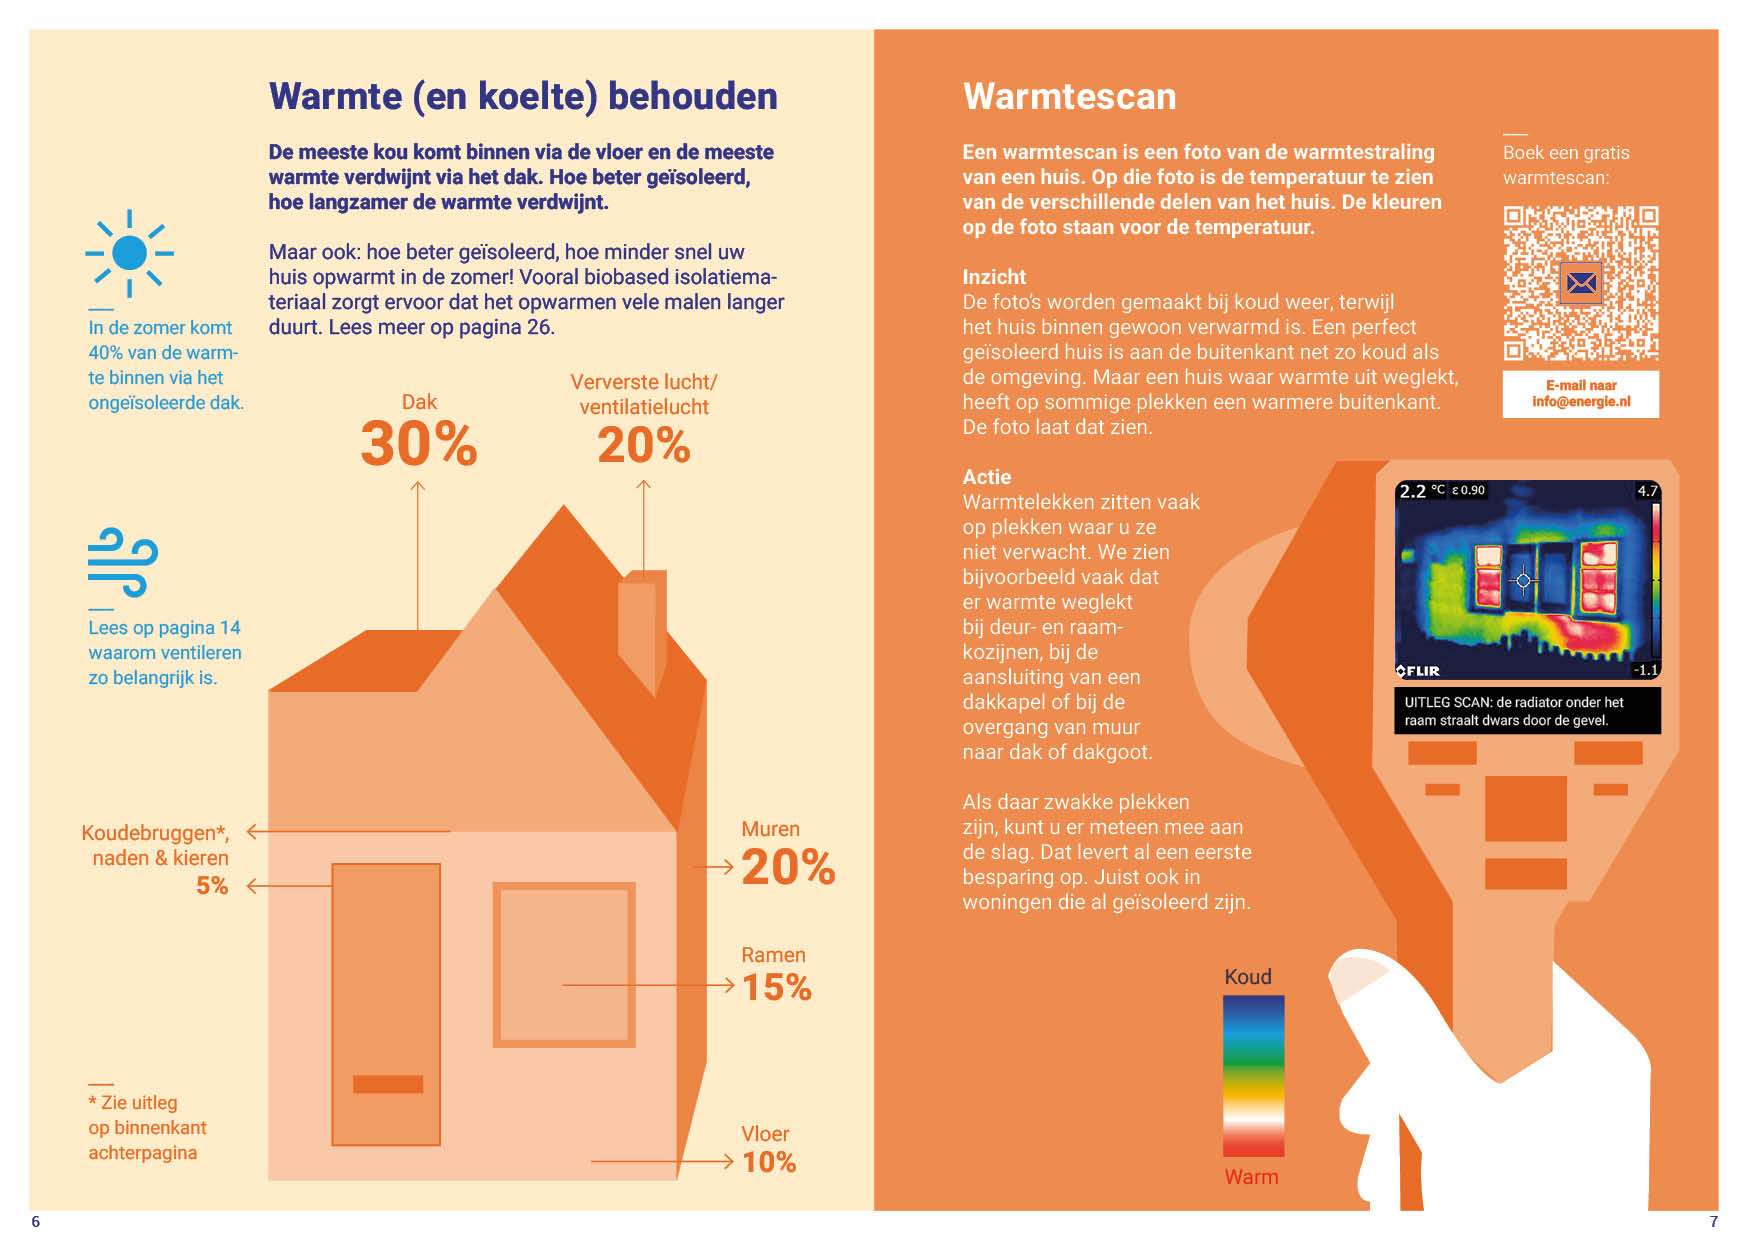 Warmte (en koelte) behouden
De meeste kou komt binnen via de vloer en de meeste
warmte verdwijnt via het dak. Hoe beter geïsoleerd,
hoe langzamer de warmte verdwijnt.
Maar ook: hoe beter geïsoleerd, hoe minder snel uw
huis opwarmt in de zomer! Vooral biobased isolatiema-
teriaal zorgt ervoor dat het opwarmen vele malen langer
duurt. Lees meer op pagina 26.
In de zomer komt
40% van de warm-
te binnen via het
ongeïsoleerde dak.
Lees op pagina 14
waarom ventileren
zo belangrijk is.
Dak
30%
Ververste lucht/
ventilatielucht
20%
Koudebruggen*,
naden & kieren
5%
Muren
20%
Ramen
15%
Vloer
10%
* Zie uitleg
op binnenkant
achterpagina
6
Warmtescan
Een warmtescan is een foto van de warmtestraling
van een huis. Op die foto is de temperatuur te zien
van de verschillende delen van het huis. De kleuren
op de foto staan voor de temperatuur.
Inzicht
De foto's worden gemaakt bij koud weer, terwijl
het huis binnen gewoon verwarmd is. Een perfect
geïsoleerd huis is aan de buitenkant net zo koud als
de omgeving. Maar een huis waar warmte uit weglekt,
heeft op sommige plekken een warmere buitenkant.
De foto laat dat zien.
Actie
Warmtelekken zitten vaak
op plekken waar u ze
niet verwacht. We zien
bijvoorbeeld vaak dat
er warmte weglekt
bij deur- en raam-
kozijnen, bij de
aansluiting van een
dakkapel of bij de
overgang van muur
naar dak of dakgoot.
Als daar zwakke plekken
zijn, kunt u er meteen mee aan
de slag. Dat levert al een eerste
besparing op. Juist ook in
woningen die al geïsoleerd zijn.
Boek een gratis
warmtescan:
E-mail naar
info@energie.nl
2.2 °C ε 0.90
4.7
FLIR
-1.1
UITLEG SCAN: de radiator onder het
raam straalt dwars door de gevel.
Koud
Warm
7